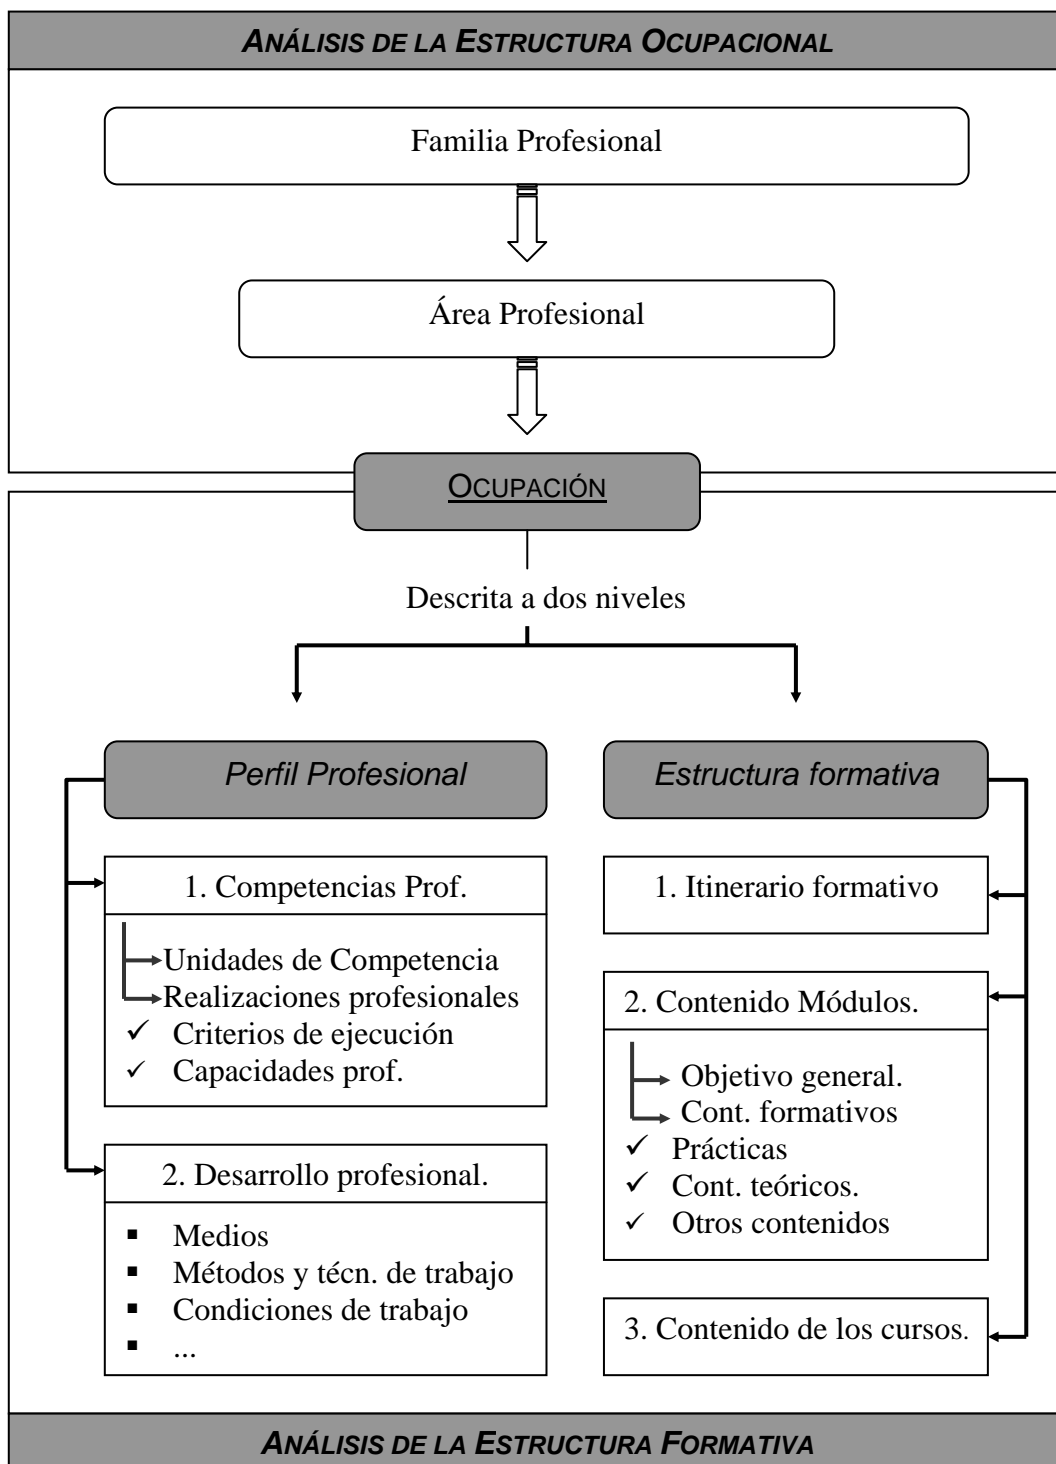 ANÁLISIS DE LA ESTRUCTURA OCUPACIONAL
Familia Profesional
Área Profesional
OCUPACIÓN
Descrita a dos niveles
Perfil Profesional
1. Competencias Prof.
Unidades de Competencia
Realizaciones profesionales
✓ Criterios de ejecución
✓ Capacidades prof.
2. Desarrollo profesional.
▪ Medios
▪ Métodos y técn. de trabajo
▪ Condiciones de trabajo
▪ ...
Estructura formativa
1. Itinerario formativo
2. Contenido Módulos.
Objetivo general.
Cont. formativos
✓ Prácticas
✓ Cont. teóricos.
✓ Otros contenidos
3. Contenido de los cursos.
ANÁLISIS DE LA ESTRUCTURA FORMATIVA